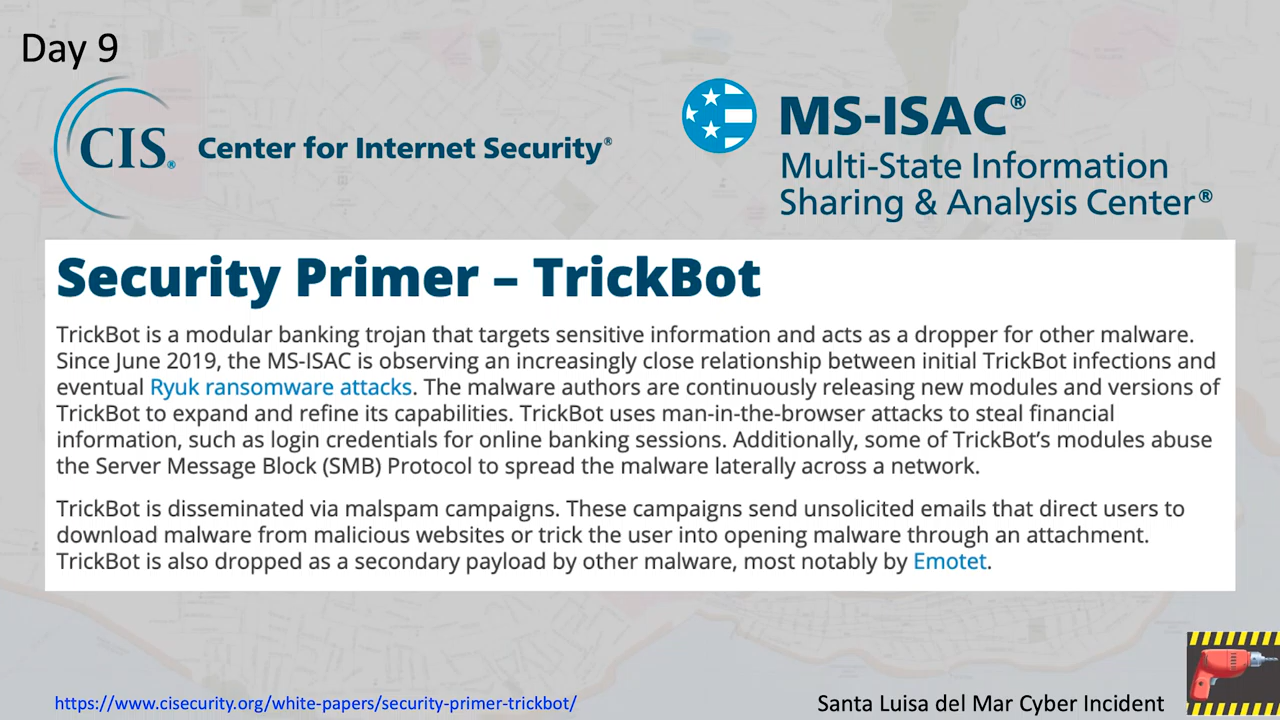 Day 9
CIS®
Center for Internet Security®
MS-ISAC®
Multi-State Information
Sharing & Analysis Center®
Security Primer – TrickBot
TrickBot is a modular banking trojan that targets sensitive information and acts as a dropper for other malware.
Since June 2019, the MS-ISAC is observing an increasingly close relationship between initial TrickBot infections and
eventual Ryuk ransomware attacks. The malware authors are continuously releasing new modules and versions of
TrickBot to expand and refine its capabilities. TrickBot uses man-in-the-browser attacks to steal financial
information, such as login credentials for online banking sessions. Additionally, some of TrickBot’s modules abuse
the Server Message Block (SMB) Protocol to spread the malware laterally across a network.
TrickBot is disseminated via malspam campaigns. These campaigns send unsolicited emails that direct users to
download malware from malicious websites or trick the user into opening malware through an attachment.
TrickBot is also dropped as a secondary payload by other malware, most notably by Emotet.
https://www.cisecurity.org/white-papers/security-primer-trickbot/
Santa Luisa del Mar Cyber Incident